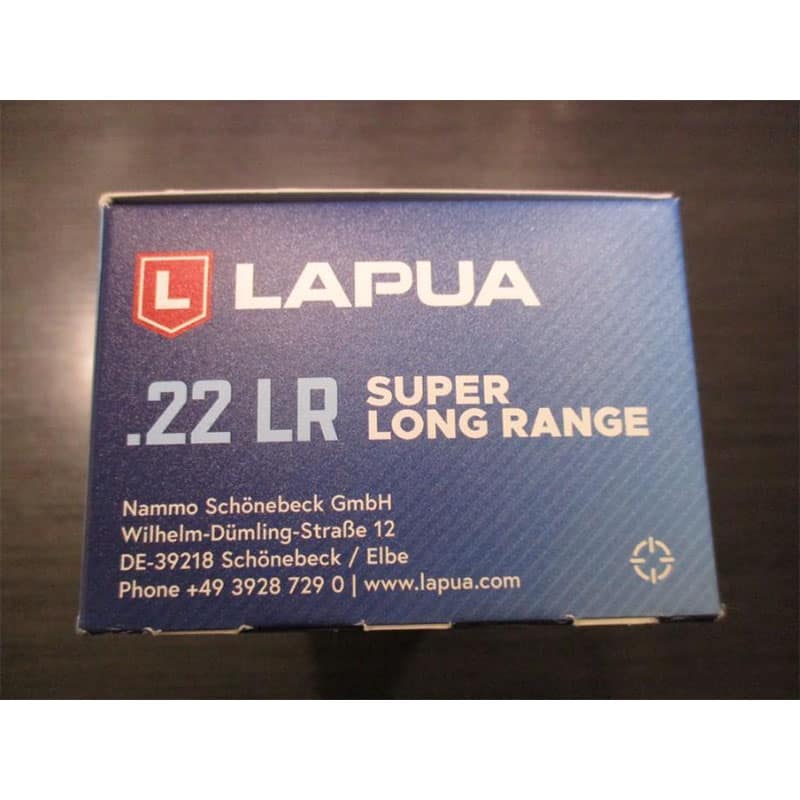 L LAPUA
.22 LR SUPER
LONG RANGE
Nammo Schönebeck GmbH
Wilhelm-Dümling-Straße 12
DE-39218 Schönebeck / Elbe
Phone +49 3928 729 0 | www.lapua.com